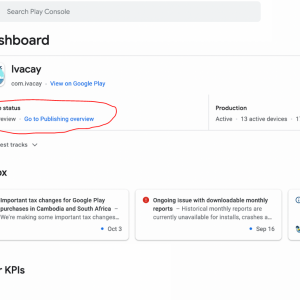 Search Play Console
shboard
Ivacay
com.ivacay • View on Google Play
status
eview • Go to Publishing overview
Production
Active • 13 active devices • 1
est tracks
ox
Important tax changes for Google Play
purchases in Cambodia and South Africa –
We're making some important tax changes...
Oct 3
Ongoing issue with downloadable monthly
reports – Historical monthly reports are
currently unavailable for installs, crashes a...
Sep 16
r KPIs